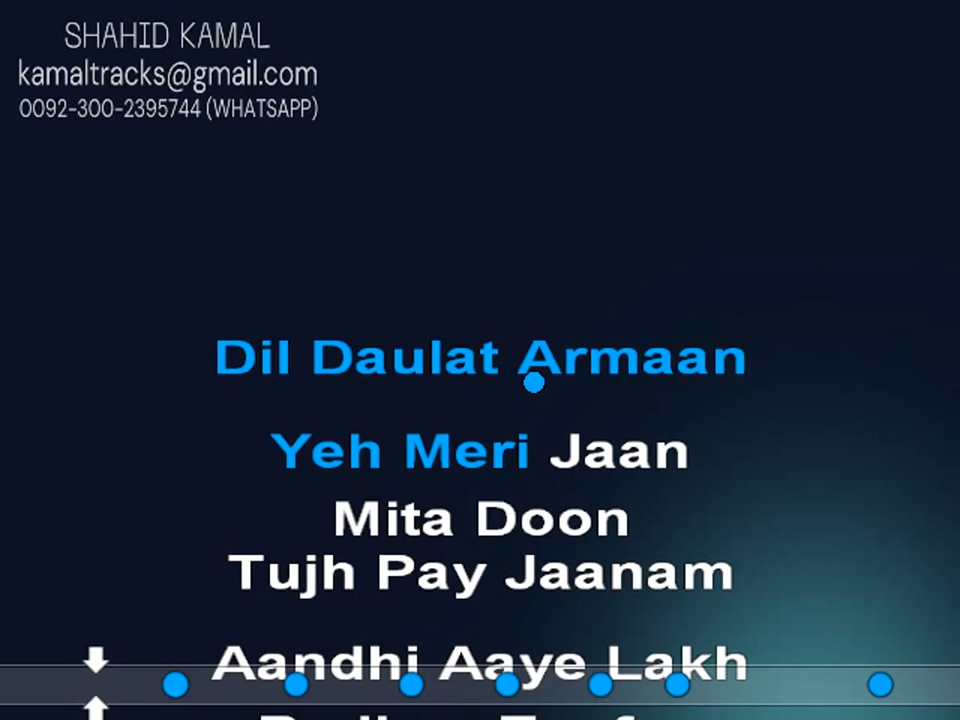 SHAHID KAMAL
kamaltracks@gmail.com
0092-300-2395744 (WHATSAPP)
Dil Daulat Armaan
Yeh Meri Jaan
Mita Doon
Tujh Pay Jaanam
Aandhi Aaye Lakh